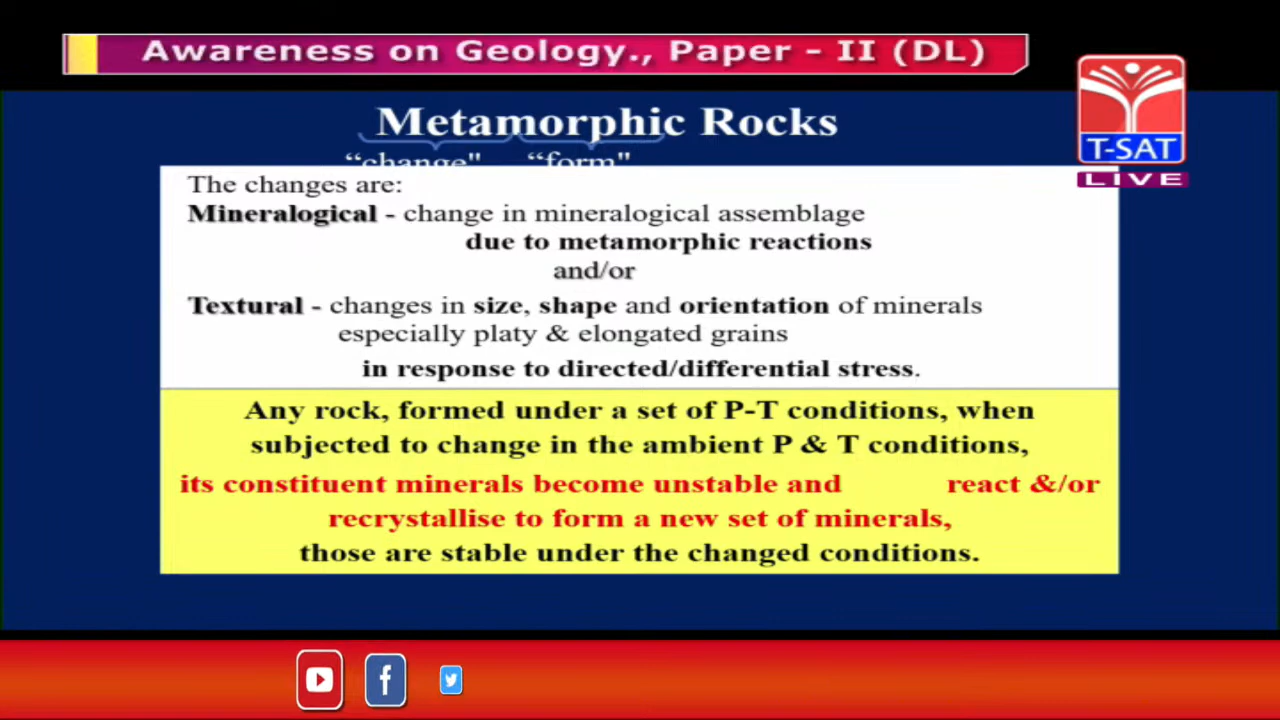 Awareness on Geology., Paper - II (DL)
Metamorphic Rocks
T-SAT
LIVE
“change" “form"
The changes are:
Mineralogical - change in mineralogical assemblage
due to metamorphic reactions
and/or
Textural - changes in size, shape and orientation of minerals
especially platy & elongated grains
in response to directed/differential stress.
Any rock, formed under a set of P-T conditions, when
subjected to change in the ambient P & T conditions,
its constituent minerals become unstable and react &/or
recrystallise to form a new set of minerals,
those are stable under the changed conditions.